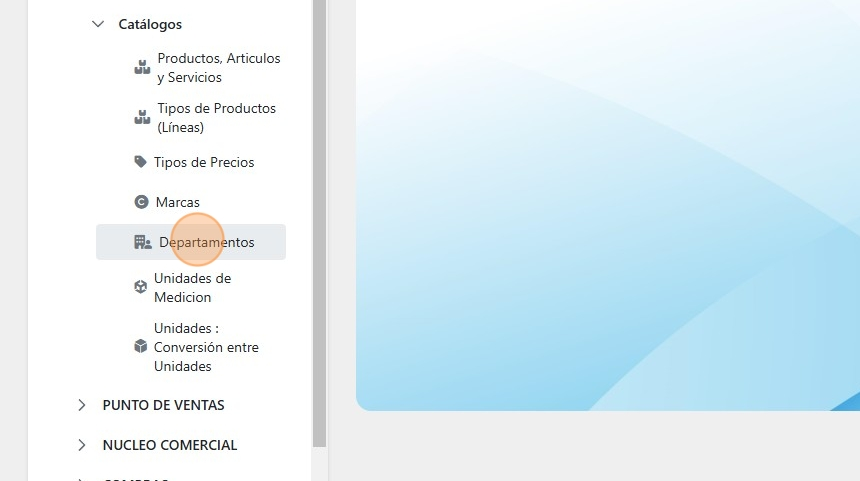 Catálogos
Productos, Articulos
y Servicios
Tipos de Productos
(Líneas)
Tipos de Precios
Marcas
Departamentos
Unidades de
Medicion
Unidades :
Conversión entre
Unidades
PUNTO DE VENTAS
NUCLEO COMERCIAL